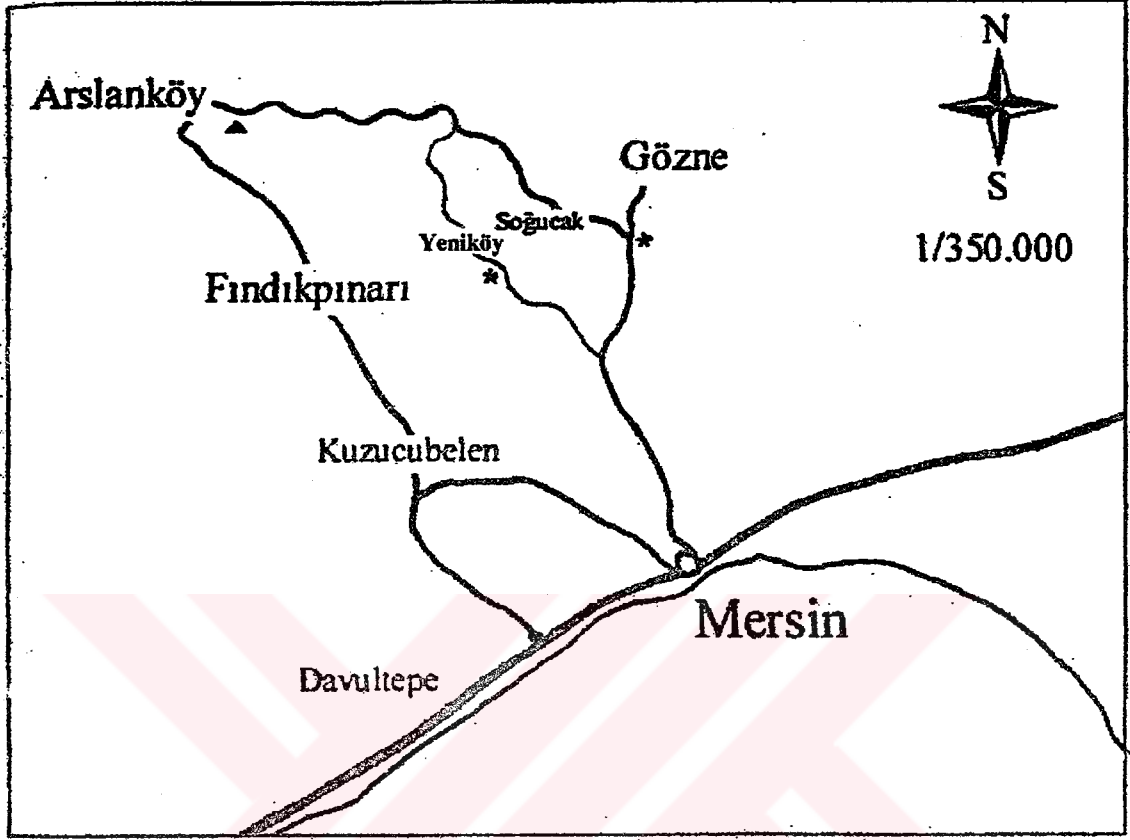 N
Arslanköy
Gözne
S
Soğucak
*
Yeniköy
1/350.000
*
Fındıkpınarı
Kuzucubelen
Mersin
Davultepe